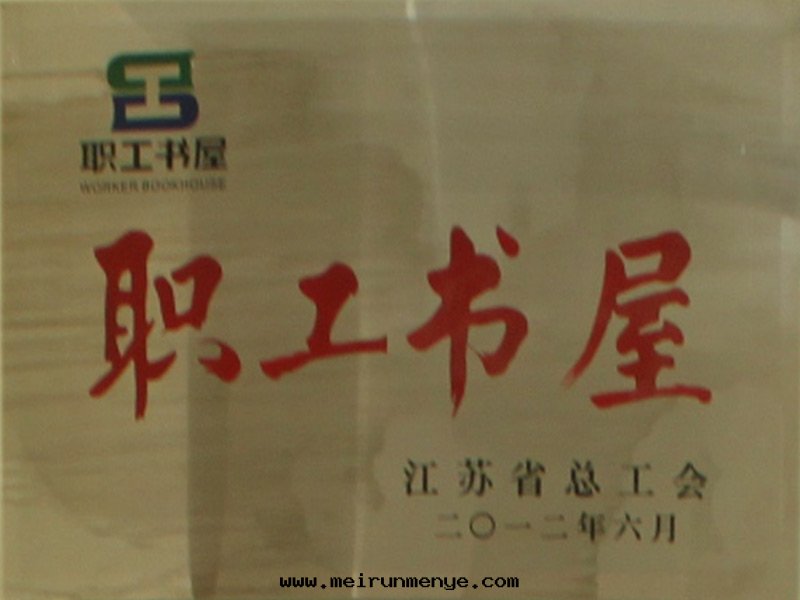 职工书屋
WORKER BOOKHOUSE
职工书屋
江苏省总工会
二〇一二年六月
www.meirunmenye.com